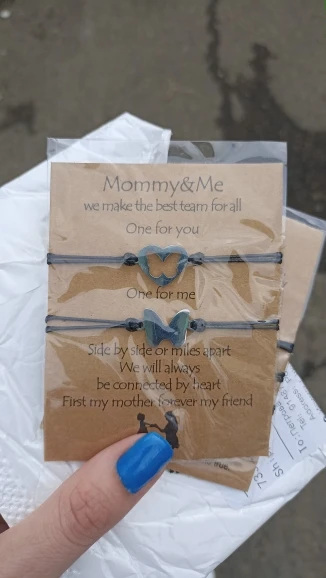 Mommy&Me
we make the best team for all
One for you
One for me
Side by side or miles apart
We will always
be connected by heart
First my mother forever my friend